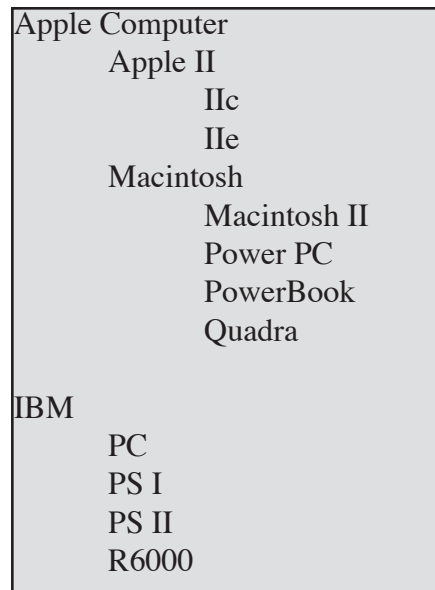 Apple Computer
Apple II
IIc
IIe
Macintosh
Macintosh II
Power PC
PowerBook
Quadra
IBM
PC
PS I
PS II
R6000